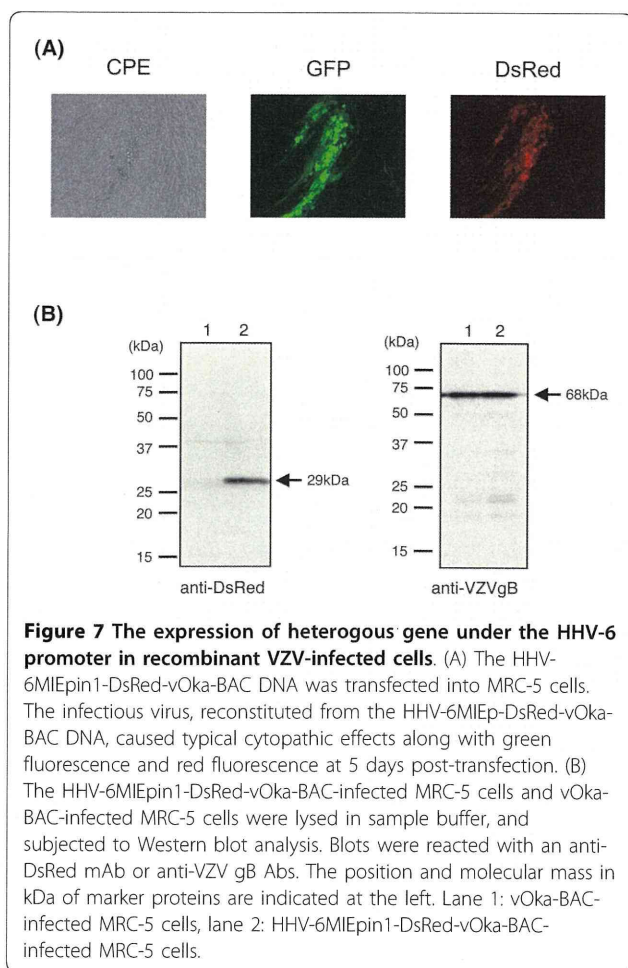 (A)
CPE GFP DsRed
(B)
1 2 1 2
(kDa) (kDa)
100 100
75 75
68kDa
50 50
37 37
29kDa
25 25
20 20
15 15
anti-DsRed anti-VZVgB
Figure 7 The expression of heterogous gene under the HHV-6
promoter in recombinant VZV-infected cells. (A) The HHV-
6MIEpin1-DsRed-vOka-BAC DNA was transfected into MRC-5 cells.
The infectious virus, reconstituted from the HHV-6MIEp-DsRed-vOka-
BAC DNA, caused typical cytopathic effects along with green
fluorescence and red fluorescence at 5 days post-transfection. (B)
The HHV-6MIEpin1-DsRed-vOka-BAC-infected MRC-5 cells and vOka-
BAC-infected MRC-5 cells were lysed in sample buffer, and
subjected to Western blot analysis. Blots were reacted with an anti-
DsRed mAb or anti-VZV gB Abs. The position and molecular mass in
kDa of marker proteins are indicated at the left. Lane 1: vOka-BAC-
infected MRC-5 cells, lane 2: HHV-6MIEpin1-DsRed-vOka-BAC-
infected MRC-5 cells.